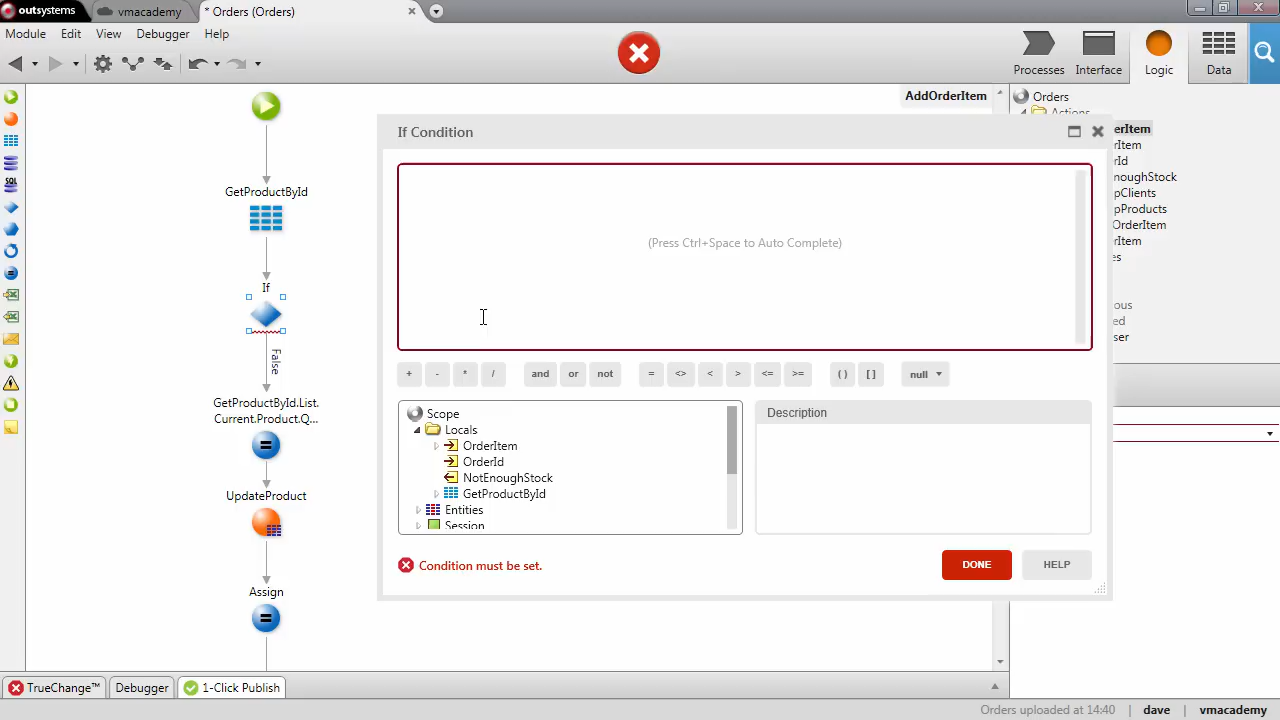 outsystems
vmacademy
* Orders (Orders)
Module
Edit
View
Debugger
Help
Processes
Interface
Logic
Data
AddOrderItem
Orders
Actions
If Condition
(Press Ctrl+Space to Auto Complete)
+
-
*
/
and
or
not
=
<>
<
>
<=
>=
( )
[ ]
null
Scope
Locals
OrderItem
OrderId
NotEnoughStock
GetProductById
Entities
Session
Description
Condition must be set.
DONE
HELP
GetProductById
If
False
GetProductById.List.
Current.Product.Q...
UpdateProduct
Assign
SQL
erItem
rItem
rId
noughStock
pClients
pProducts
OrderItem
rItem
es
ous
ed
ser
TrueChange™
Debugger
1-Click Publish
Orders uploaded at 14:40
dave
vmacademy